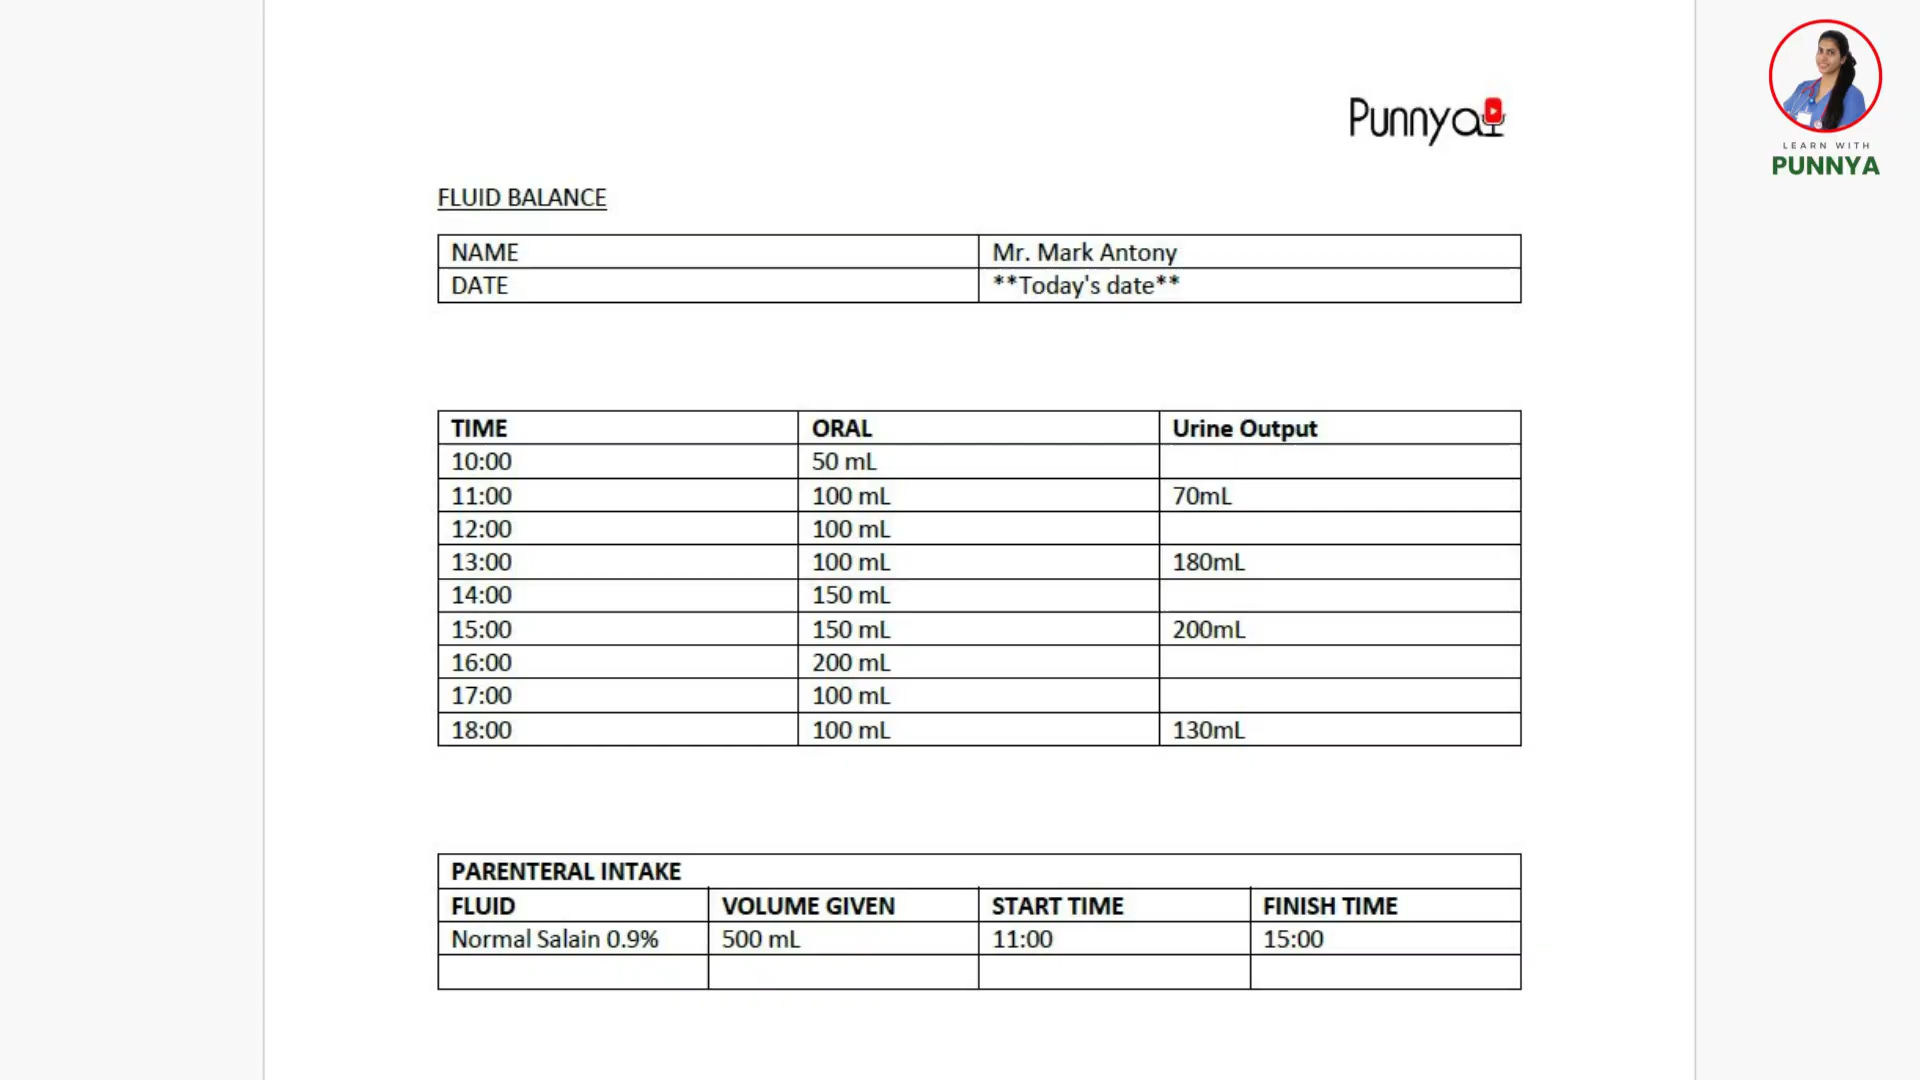 Punnya
LEARN WITH
PUNNYA
FLUID BALANCE
NAME Mr. Mark Antony
DATE **Today's date**
TIME ORAL Urine Output
10:00 50 mL
11:00 100 mL 70mL
12:00 100 mL
13:00 100 mL 180mL
14:00 150 mL
15:00 150 mL 200mL
16:00 200 mL
17:00 100 mL
18:00 100 mL 130mL
PARENTERAL INTAKE
FLUID VOLUME GIVEN START TIME FINISH TIME
Normal Salain 0.9% 500 mL 11:00 15:00